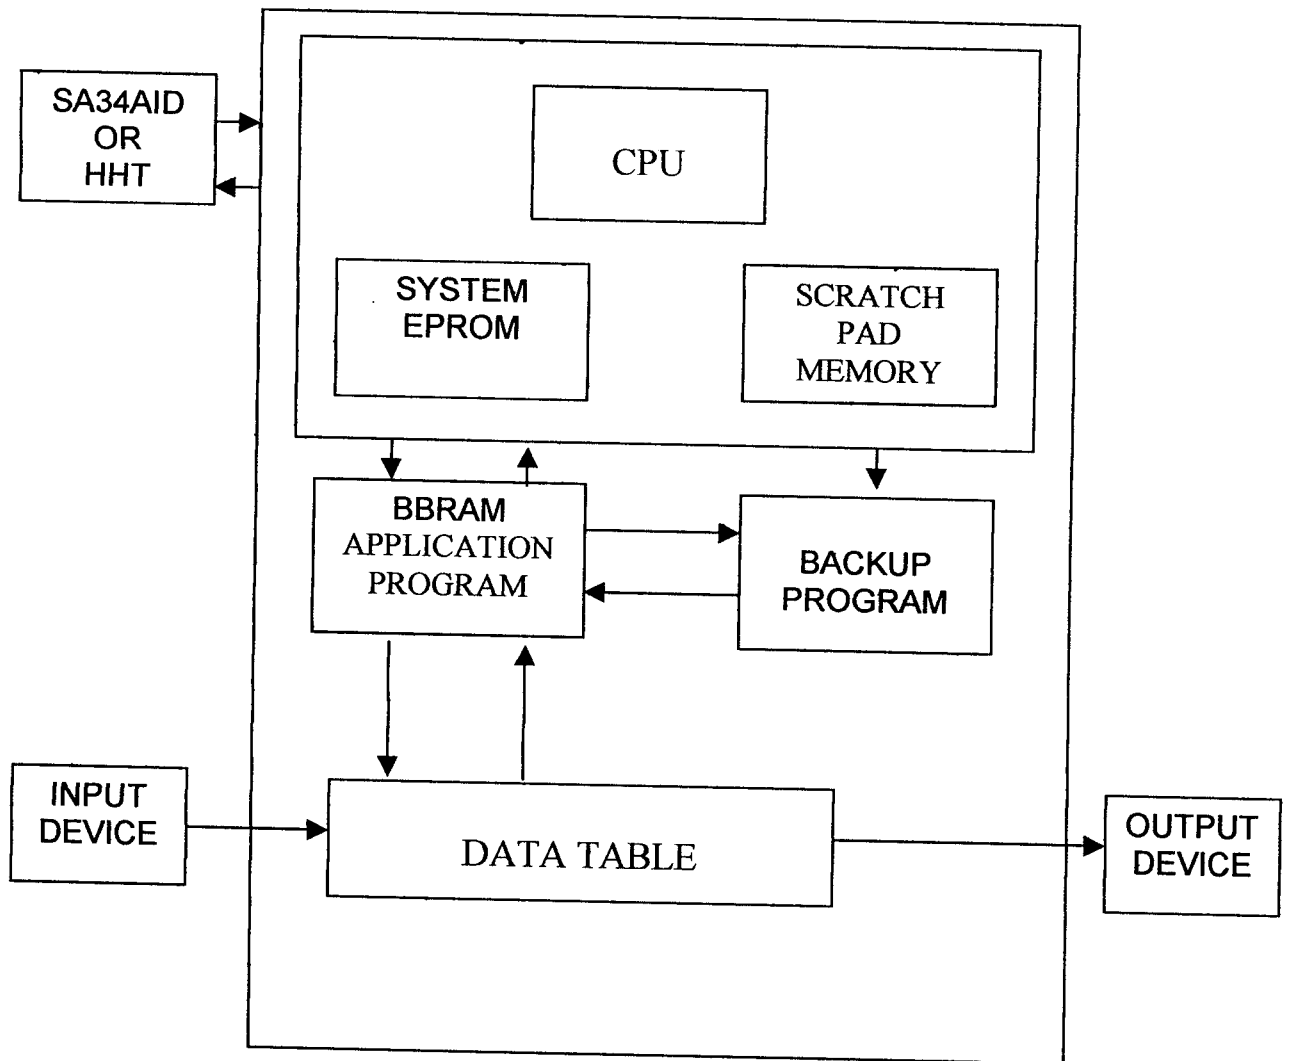 SA34AID
OR
HHT
CPU
SYSTEM
EPROM
SCRATCH
PAD
MEMORY
BBRAM
APPLICATION
PROGRAM
BACKUP
PROGRAM
INPUT
DEVICE
DATA TABLE
OUTPUT
DEVICE